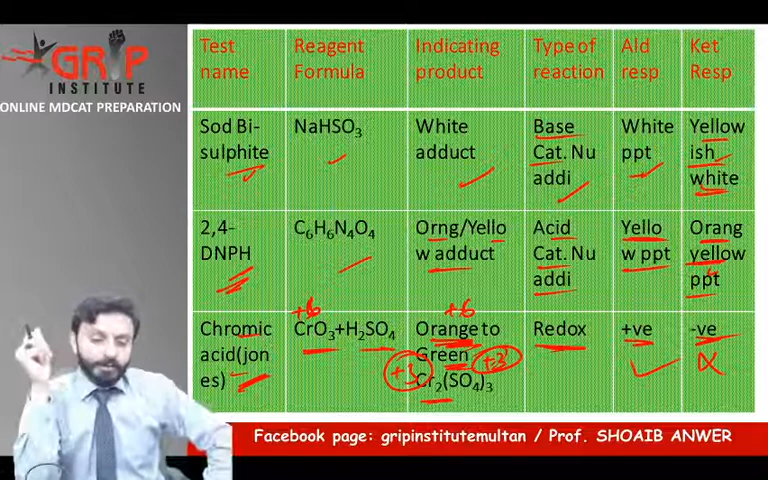 GRIP
INSTITUTE
ONLINE MDCAT PREPARATION
Test
name
Reagent
Formula
Indicating
product
Type of
reaction
Ald
resp
Ket
Resp
Sod Bi-
sulphite
NaHSO₃
White
adduct
Base
Cat. Nu
addi
White
ppt
Yellow
ish
white
2,4-
DNPH
C₆H₆N₄O₄
Orng/Yello
w adduct
Acid
Cat. Nu
addi
Yello
w ppt
Orang
yellow
ppt
+6
+6
Chromic
acid(jon
es)
CrO₃+H₂SO₄
Orange to
Green
Cr₂(SO₄)₃
+3
+3
Redox
+ve
-ve
Facebook page: gripinstitutemultan / Prof. SHOAIB ANWER